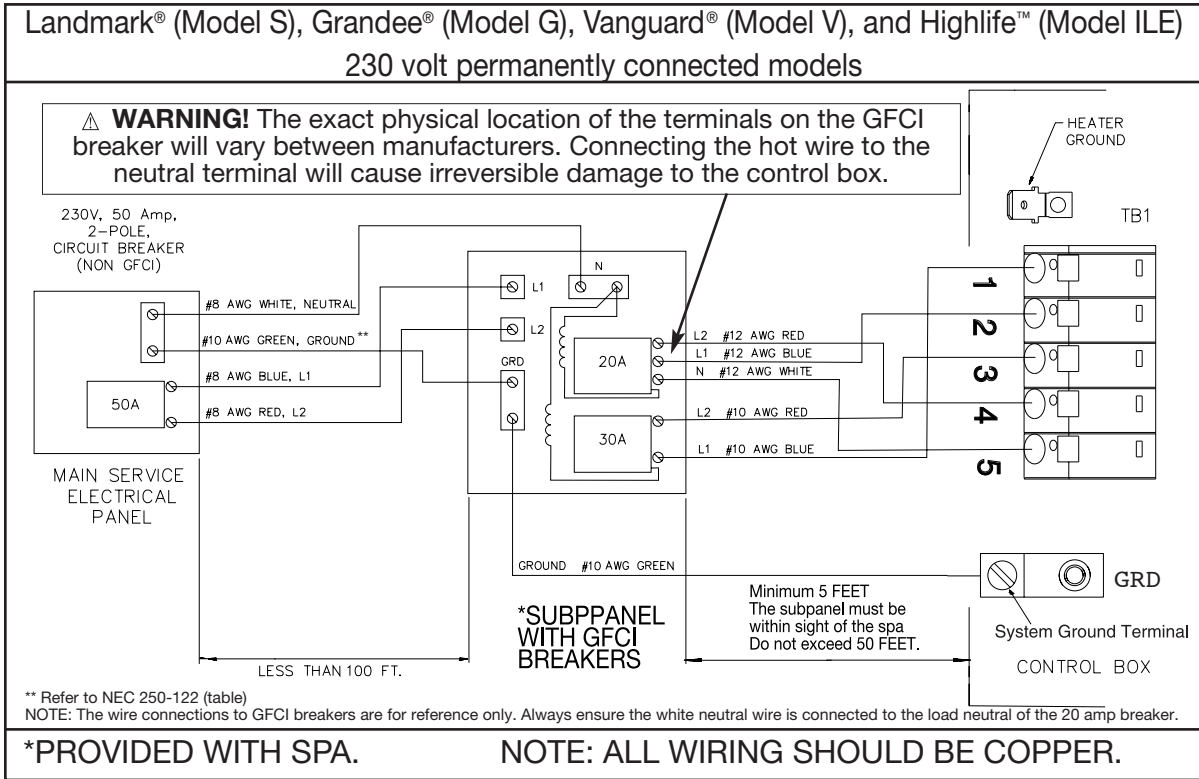 Landmark® (Model S), Grandee® (Model G), Vanguard® (Model V), and Highlife™ (Model ILE)
230 volt permanently connected models
⚠ WARNING! The exact physical location of the terminals on the GFCI
breaker will vary between manufacturers. Connecting the hot wire to the
neutral terminal will cause irreversible damage to the control box.
230V, 50 Amp,
2-POLE,
CIRCUIT BREAKER
(NON GFCI)
#8 AWG WHITE, NEUTRAL
#10 AWG GREEN, GROUND**
#8 AWG BLUE, L1
50A
#8 AWG RED, L2
MAIN SERVICE
ELECTRICAL
PANEL
N
L1
L2
GRD
20A
30A
L2 #12 AWG RED
L1 #12 AWG BLUE
N #12 AWG WHITE
L2 #10 AWG RED
L1 #10 AWG BLUE
HEATER
GROUND
TB1
1
2
3
4
5
GROUND #10 AWG GREEN
*SUBPPANEL
WITH GFCI
BREAKERS
Minimum 5 FEET
The subpanel must be
within sight of the spa
Do not exceed 50 FEET.
GRD
System Ground Terminal
CONTROL BOX
LESS THAN 100 FT.
** Refer to NEC 250-122 (table)
NOTE: The wire connections to GFCI breakers are for reference only. Always ensure the white neutral wire is connected to the load neutral of the 20 amp breaker.
*PROVIDED WITH SPA. NOTE: ALL WIRING SHOULD BE COPPER.